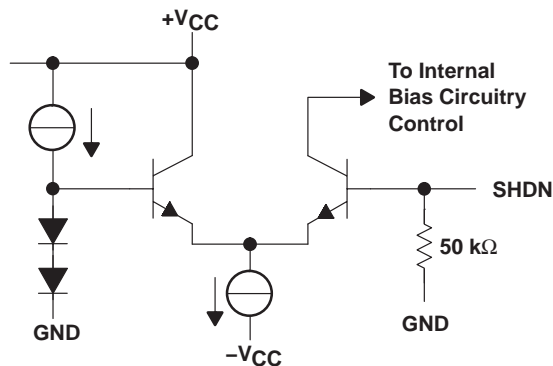 +VCC
To Internal
Bias Circuitry
Control
SHDN
50 kΩ
GND
GND
−VCC